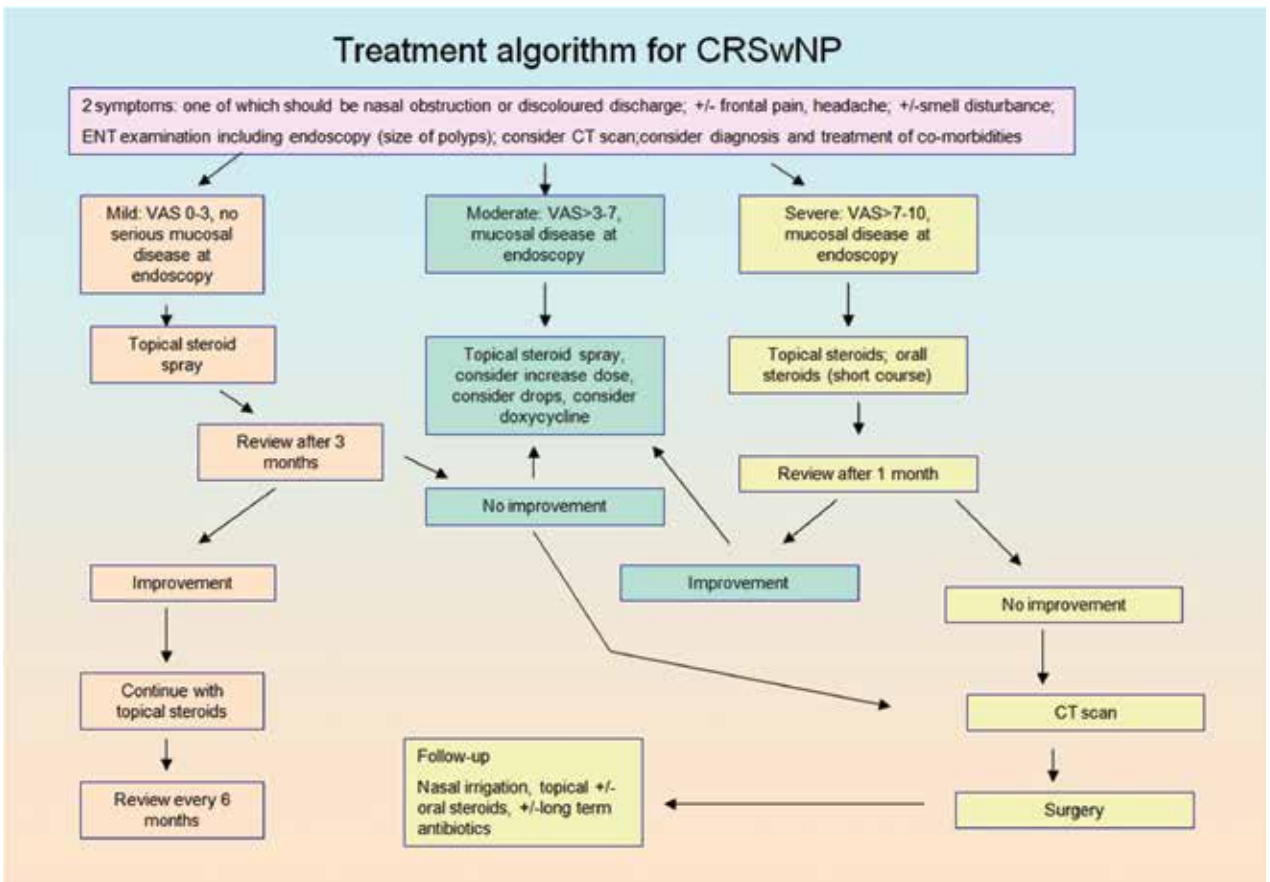 Treatment algorithm for CRSwNP
2 symptoms: one of which should be nasal obstruction or discoloured discharge; +/- frontal pain, headache; +/-smell disturbance;
ENT examination including endoscopy (size of polyps); consider CT scan;consider diagnosis and treatment of co-morbidities
Mild: VAS 0-3, no
serious mucosal
disease at
endoscopy
Moderate: VAS>3-7,
mucosal disease at
endoscopy
Severe: VAS>7-10,
mucosal disease at
endoscopy
Topical steroid
spray
Topical steroid spray,
consider increase dose,
consider drops, consider
doxycycline
Topical steroids; orall
steroids (short course)
Review after 3
months
Review after 1 month
No improvement
Improvement
Improvement
No improvement
Continue with
topical steroids
CT scan
Follow-up
Nasal irrigation, topical +/-
oral steroids, +/-long term
antibiotics
Review every 6
months
Surgery